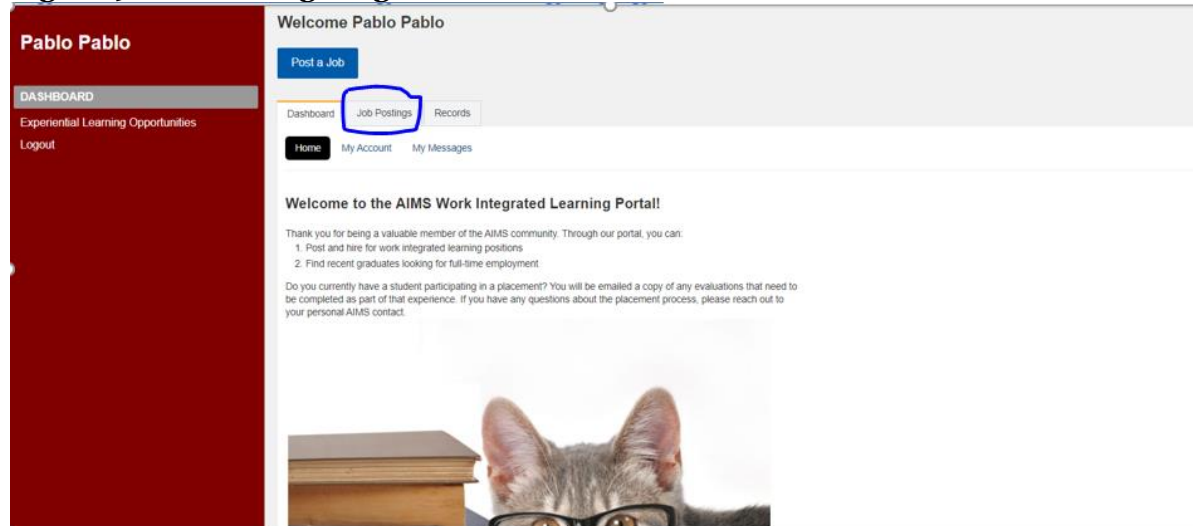 Pablo Pablo
DASHBOARD
Experiential Learning Opportunities
Logout
Welcome Pablo Pablo
Post a Job
Dashboard Job Postings Records
Home My Account My Messages
Welcome to the AIMS Work Integrated Learning Portal!
Thank you for being a valuable member of the AIMS community. Through our portal, you can:
1. Post and hire for work integrated learning positions
2. Find recent graduates looking for full-time employment
Do you currently have a student participating in a placement? You will be emailed a copy of any evaluations that need to
be completed as part of that experience. If you have any questions about the placement process, please reach out to
your personal AIMS contact.